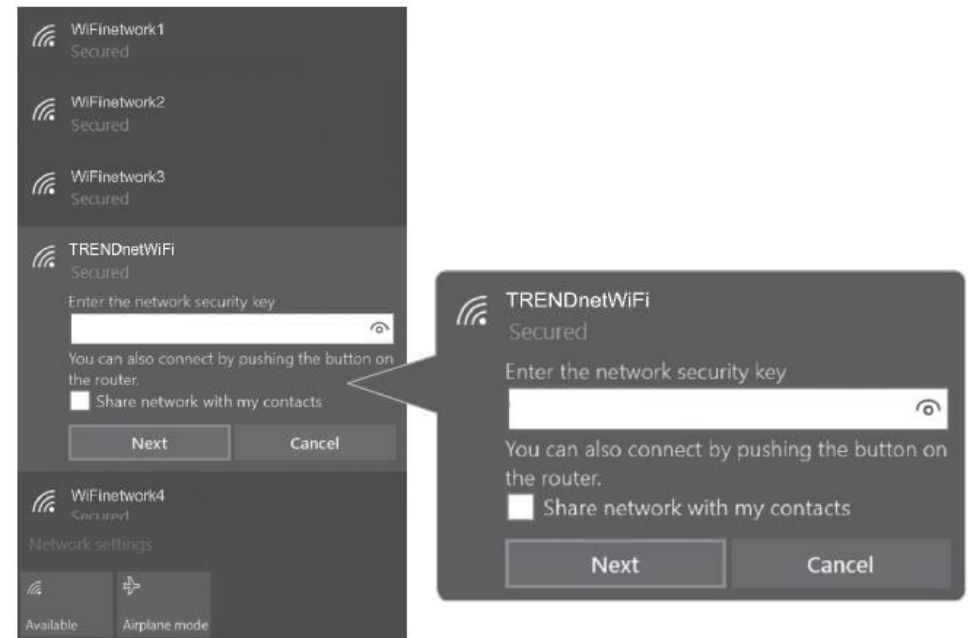 WiFinetwork1
Secured
WiFinetwork2
Secured
WiFinetwork3
Secured
TRENDnetWiFi
Secured
Enter the network security key
You can also connect by pushing the button on
the router.
Share network with my contacts
Next Cancel
WiFinetwork4
Secured
Network settings
Available Airplane mode
TRENDnetWiFi
Secured
Enter the network security key
You can also connect by pushing the button on
the router.
Share network with my contacts
Next Cancel